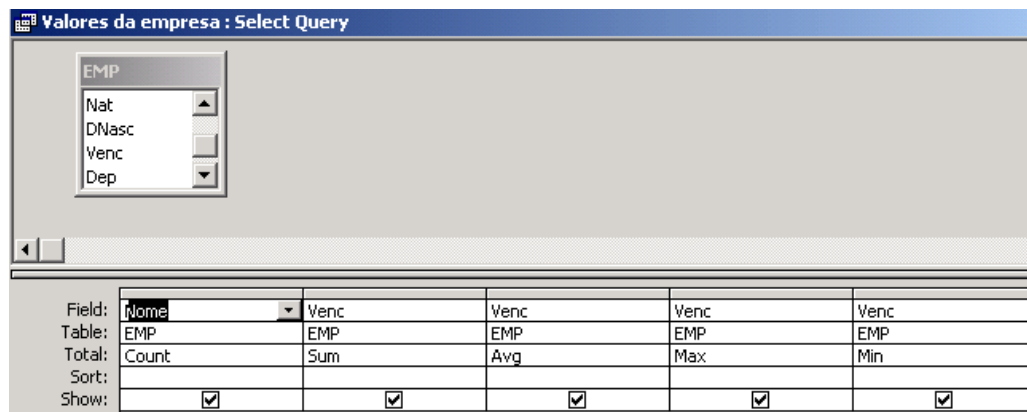 Valores da empresa : Select Query
EMP
Nat
DNasc
Venc
Dep
Field: Nome Venc Venc Venc Venc
Table: EMP EMP EMP EMP EMP
Total: Count Sum Avg Max Min
Sort:
Show: